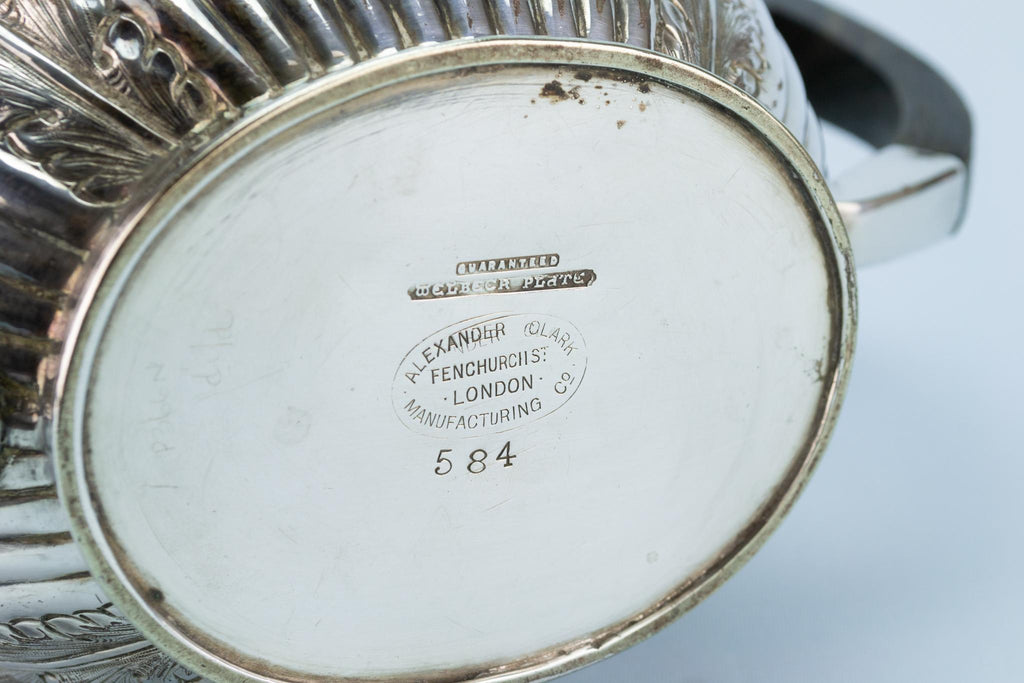 GUARANTEED
WELBECK PLATE
ALEXANDER CLARK
FENCHURCH ST
· LONDON ·
· MANUFACTURING Co ·
584